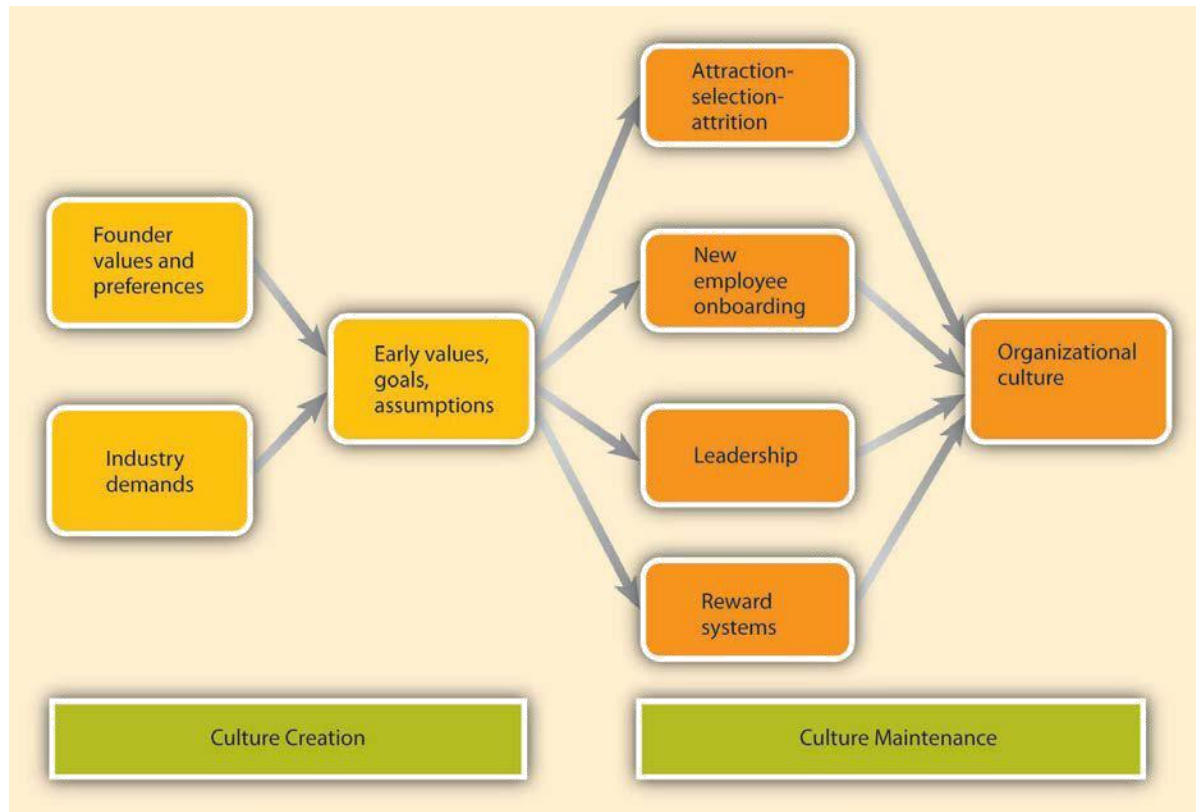 Founder
values and
preferences
Industry
demands
Early values,
goals,
assumptions
Attraction-
selection-
attrition
New
employee
onboarding
Leadership
Reward
systems
Organizational
culture
Culture Creation
Culture Maintenance